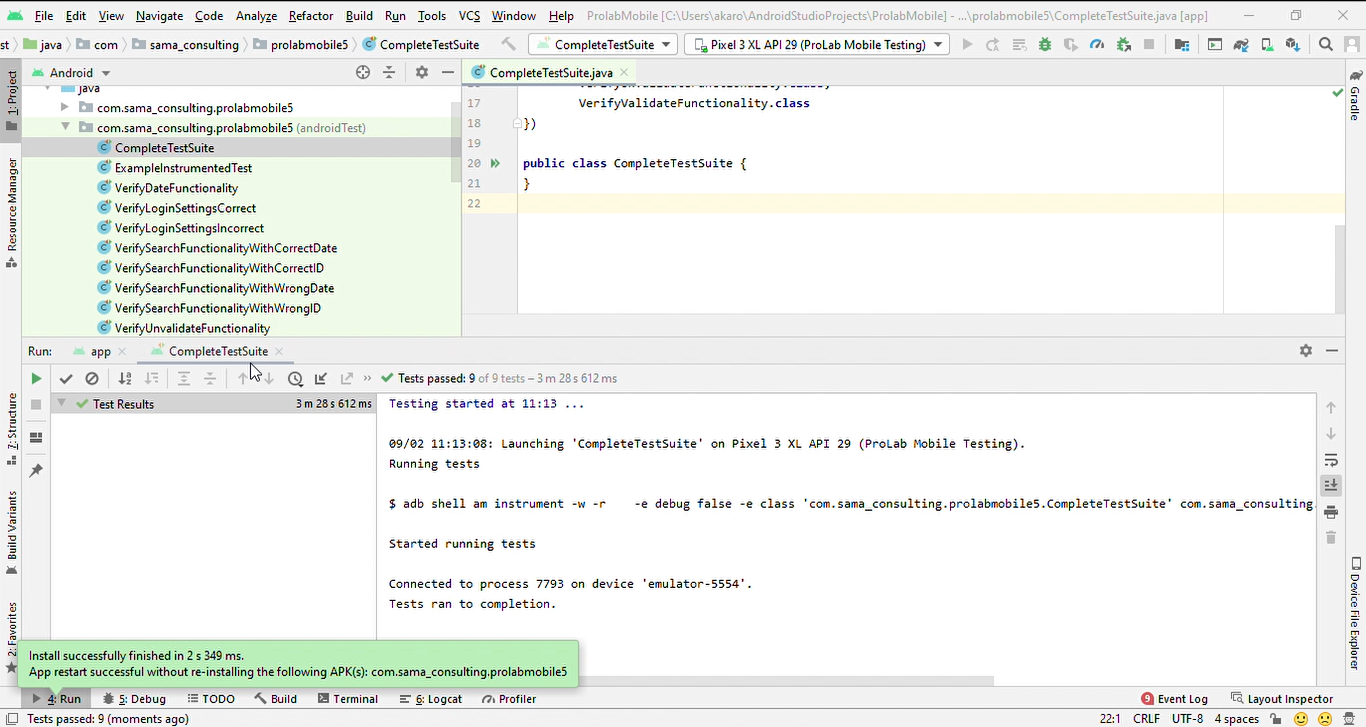 File Edit View Navigate Code Analyze Refactor Build Run Tools VCS Window Help ProlabMobile [C:\Users\akaro\AndroidStudioProjects\ProlabMobile] - ...\prolabmobile5\CompleteTestSuite.java [app]
st java com sama_consulting prolabmobile5 CompleteTestSuite CompleteTestSuite Pixel 3 XL API 29 (ProLab Mobile Testing)
1: Project
Resource Manager
Z: Structure
Build Variants
2: Favorites
Android
java
com.sama_consulting.prolabmobile5
com.sama_consulting.prolabmobile5 (androidTest)
CompleteTestSuite
ExampleInstrumentedTest
VerifyDateFunctionality
VerifyLoginSettingsCorrect
VerifyLoginSettingsIncorrect
VerifySearchFunctionalityWithCorrectDate
VerifySearchFunctionalityWithCorrectID
VerifySearchFunctionalityWithWrongDate
VerifySearchFunctionalityWithWrongID
VerifyUnvalidateFunctionality
CompleteTestSuite.java
17 VerifyValidateFunctionality.class
18 })
19
20 public class CompleteTestSuite {
21 }
22
Gradle
Device File Explorer
Run: app CompleteTestSuite
Tests passed: 9 of 9 tests – 3 m 28 s 612 ms
Test Results 3 m 28 s 612 ms
Testing started at 11:13 ...
09/02 11:13:08: Launching 'CompleteTestSuite' on Pixel 3 XL API 29 (ProLab Mobile Testing).
Running tests
$ adb shell am instrument -w -r -e debug false -e class 'com.sama_consulting.prolabmobile5.CompleteTestSuite' com.sama_consulting
Started running tests
Connected to process 7793 on device 'emulator-5554'.
Tests ran to completion.
Install successfully finished in 2 s 349 ms.
App restart successful without re-installing the following APK(s): com.sama_consulting.prolabmobile5
4: Run 5: Debug TODO Build Terminal 6: Logcat Profiler 9 Event Log Layout Inspector
Tests passed: 9 (moments ago) 22:1 CRLF UTF-8 4 spaces